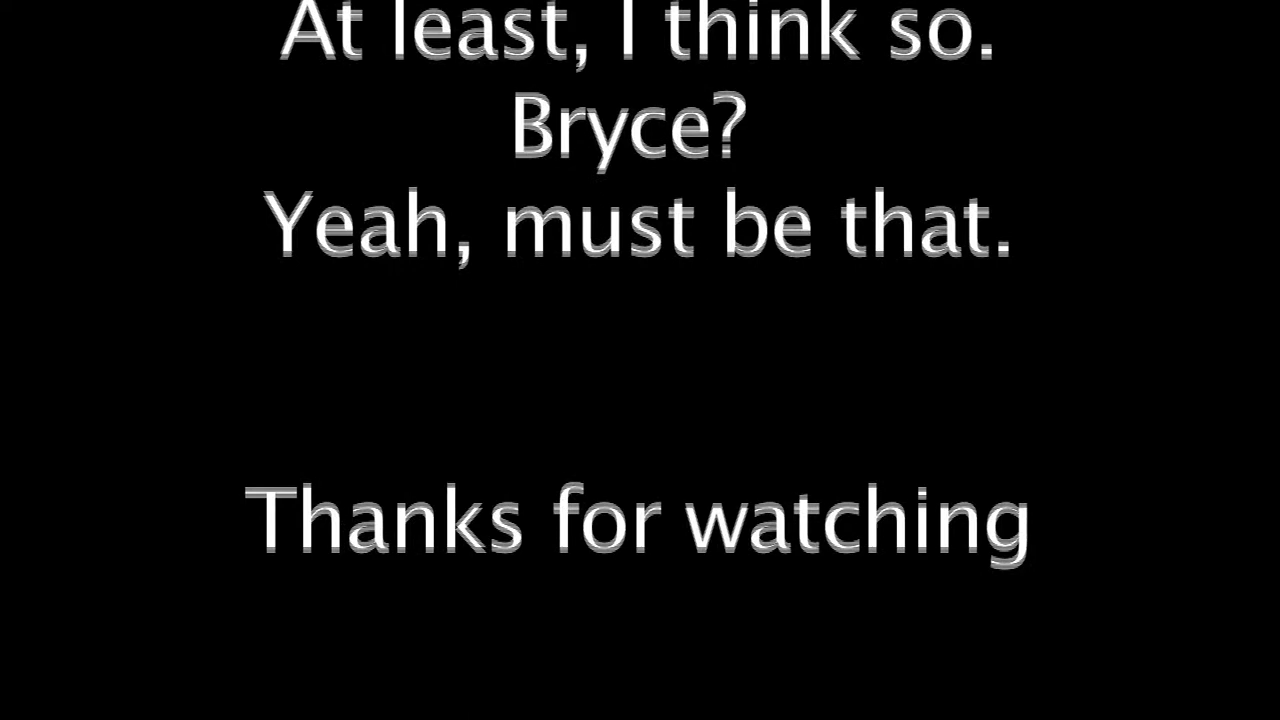 At least, I think so.
Bryce?
Yeah, must be that.
Thanks for watching